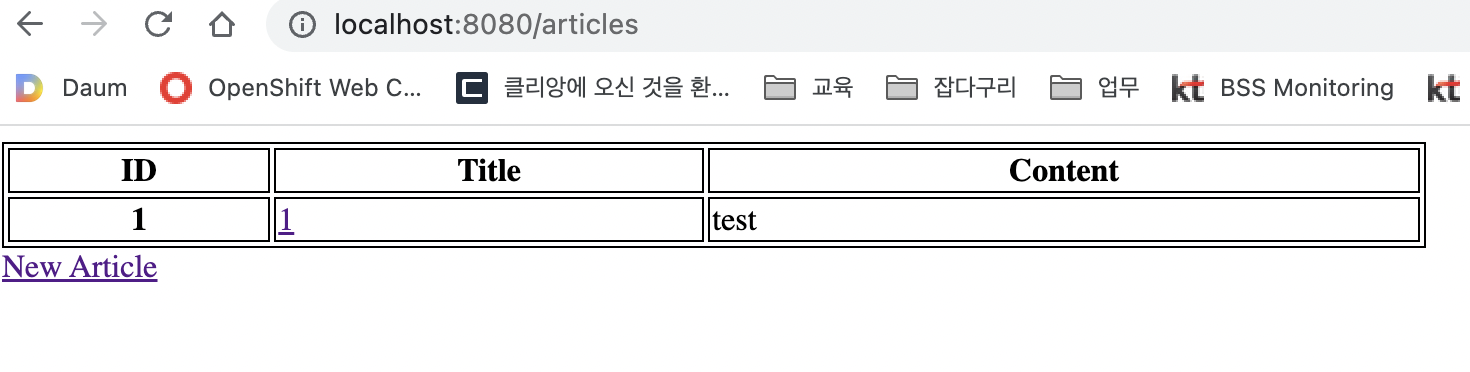 localhost:8080/articles
Daum OpenShift Web C... 클리앙에 오신 것을 환... 교육 잡다구리 업무 kt BSS Monitoring kt
ID Title Content
1 1 test
New Article